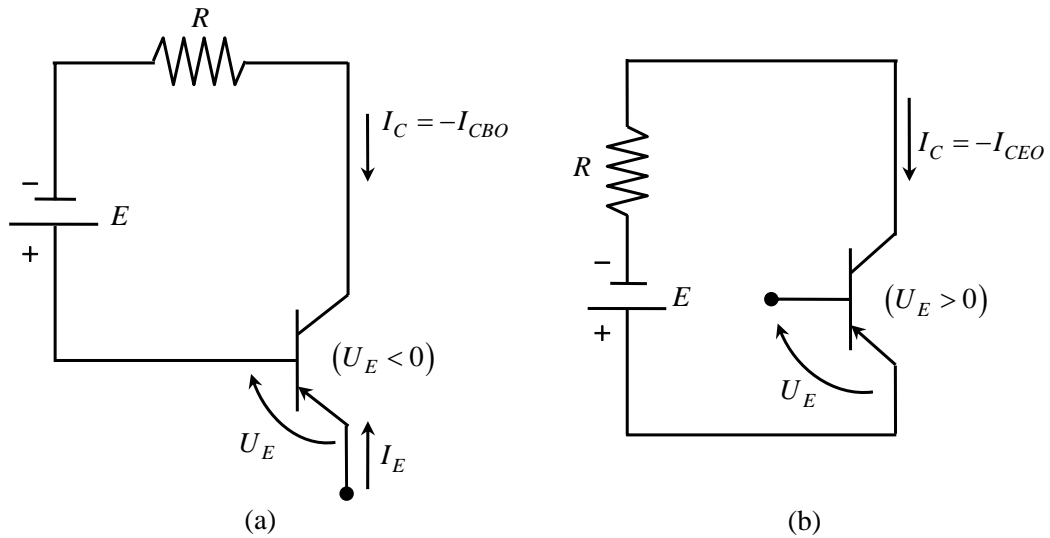 R
I_C = −I_CBO
−
E
+
(U_E < 0)
U_E
I_E
(a)
I_C = −I_CEO
R
−
E
+
(U_E > 0)
U_E
(b)